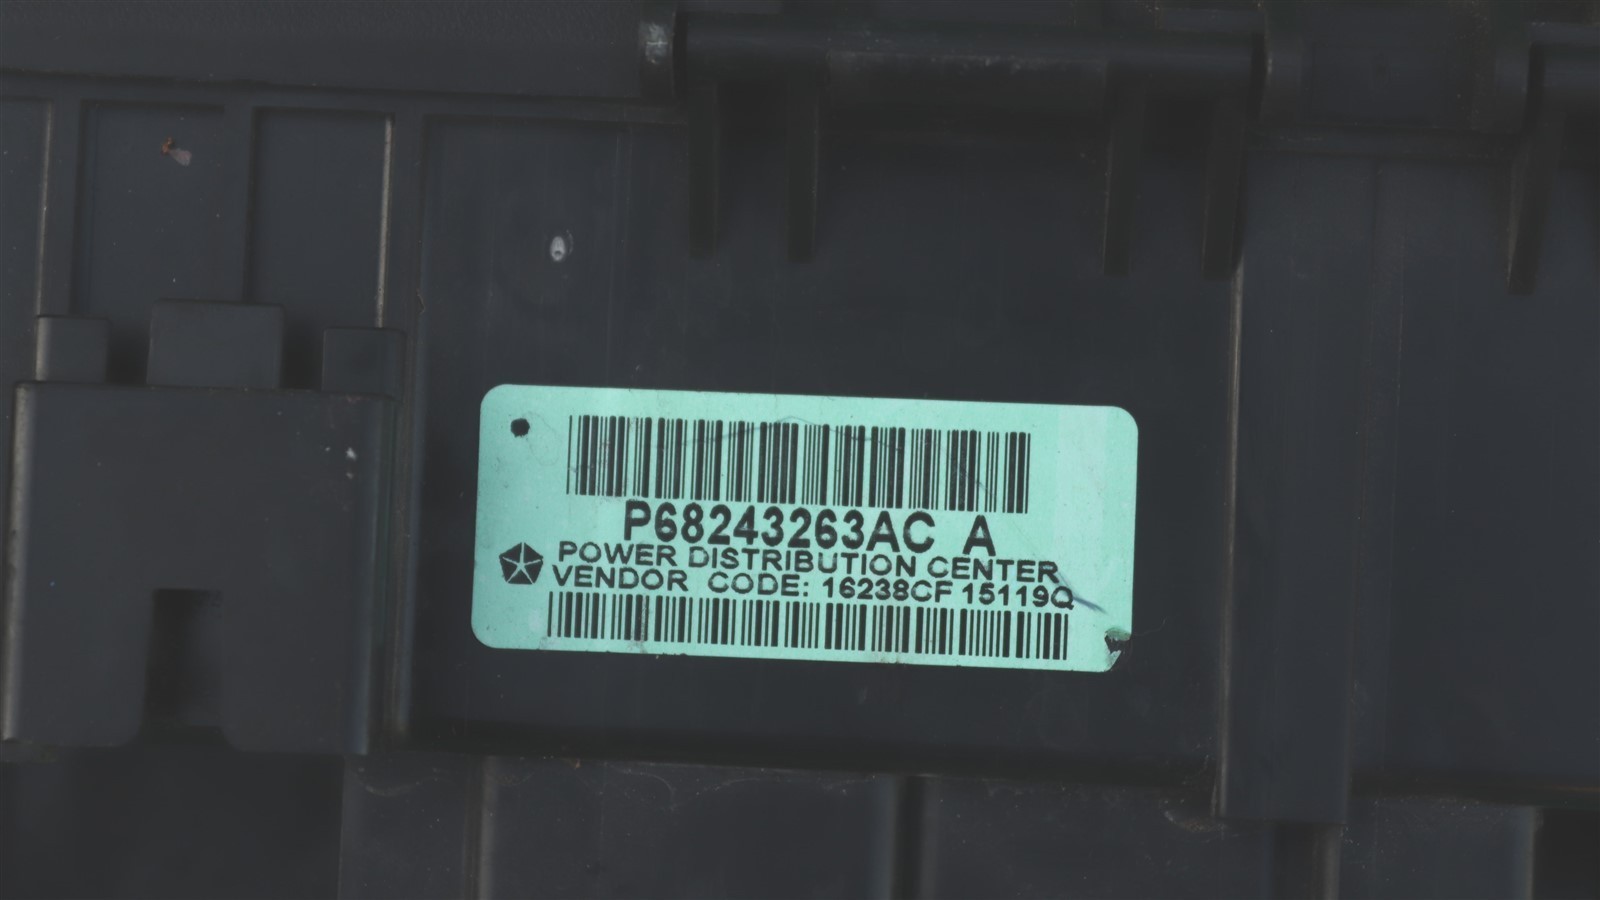 P68243263AC A
POWER DISTRIBUTION CENTER
VENDOR CODE: 16238CF 15119Q